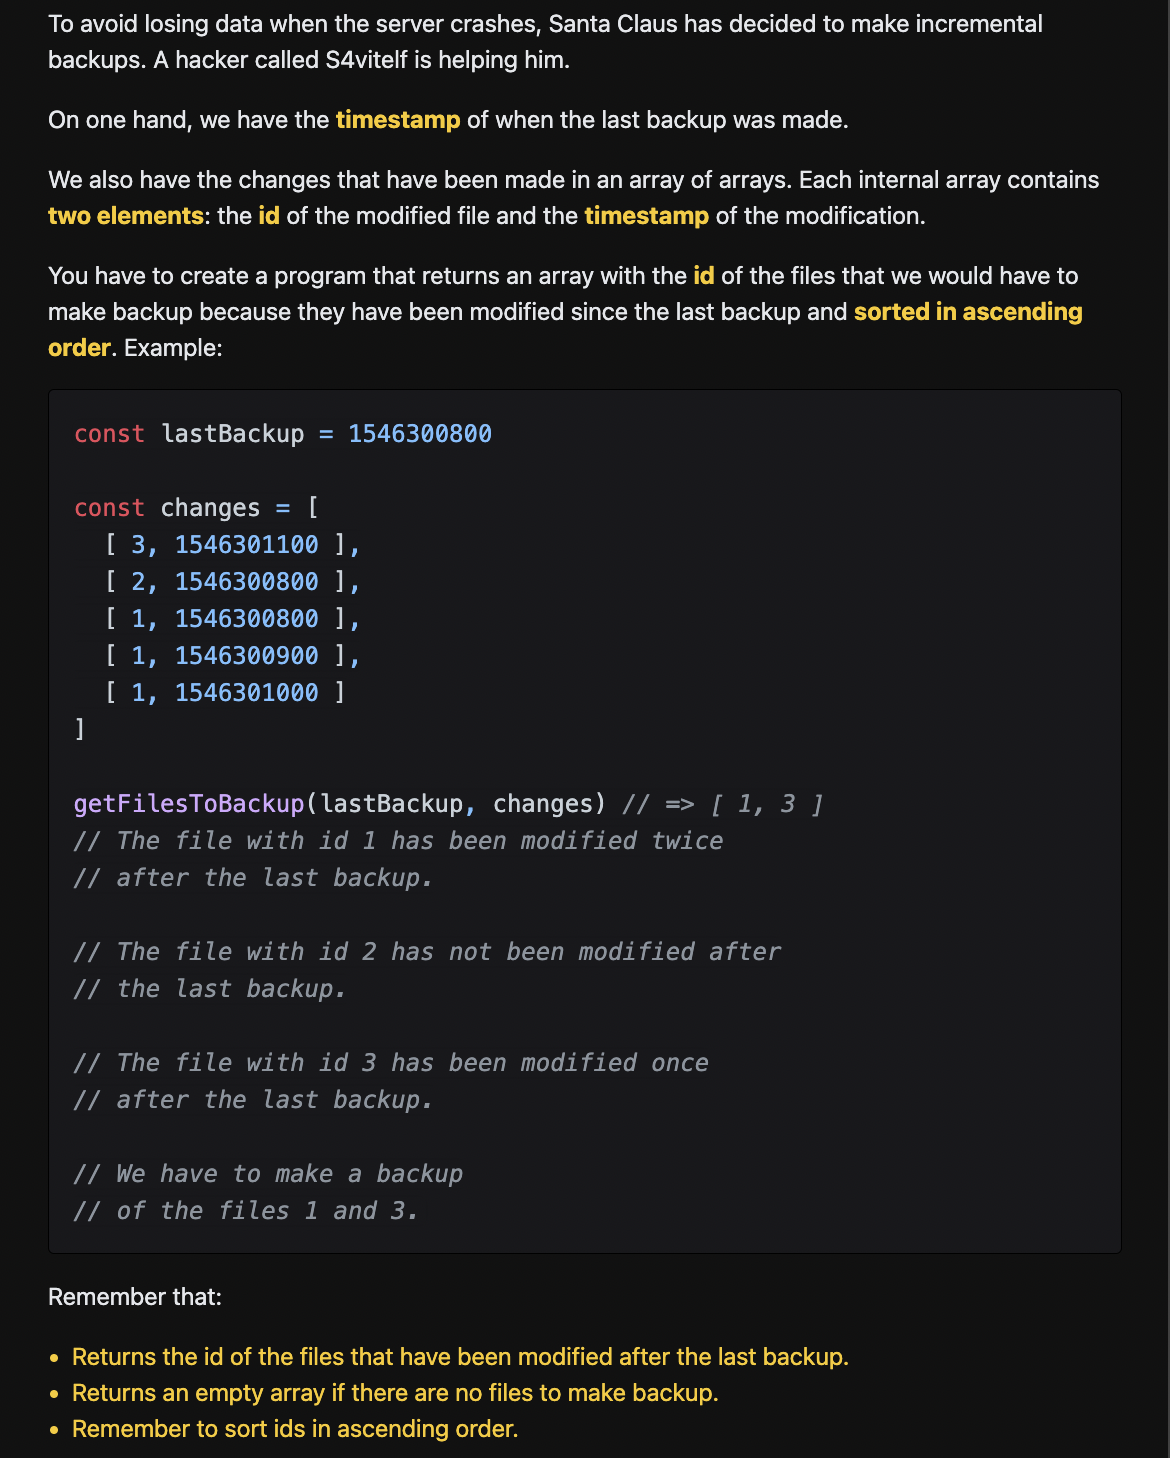 To avoid losing data when the server crashes, Santa Claus has decided to make incremental
backups. A hacker called S4vitelf is helping him.
On one hand, we have the timestamp of when the last backup was made.
We also have the changes that have been made in an array of arrays. Each internal array contains
two elements: the id of the modified file and the timestamp of the modification.
You have to create a program that returns an array with the id of the files that we would have to
make backup because they have been modified since the last backup and sorted in ascending
order. Example:
const lastBackup = 1546300800
const changes = [
  [ 3, 1546301100 ],
  [ 2, 1546300800 ],
  [ 1, 1546300800 ],
  [ 1, 1546300900 ],
  [ 1, 1546301000 ]
]
getFilesToBackup(lastBackup, changes) // => [ 1, 3 ]
// The file with id 1 has been modified twice
// after the last backup.
// The file with id 2 has not been modified after
// the last backup.
// The file with id 3 has been modified once
// after the last backup.
// We have to make a backup
// of the files 1 and 3.
Remember that:
• Returns the id of the files that have been modified after the last backup.
• Returns an empty array if there are no files to make backup.
• Remember to sort ids in ascending order.